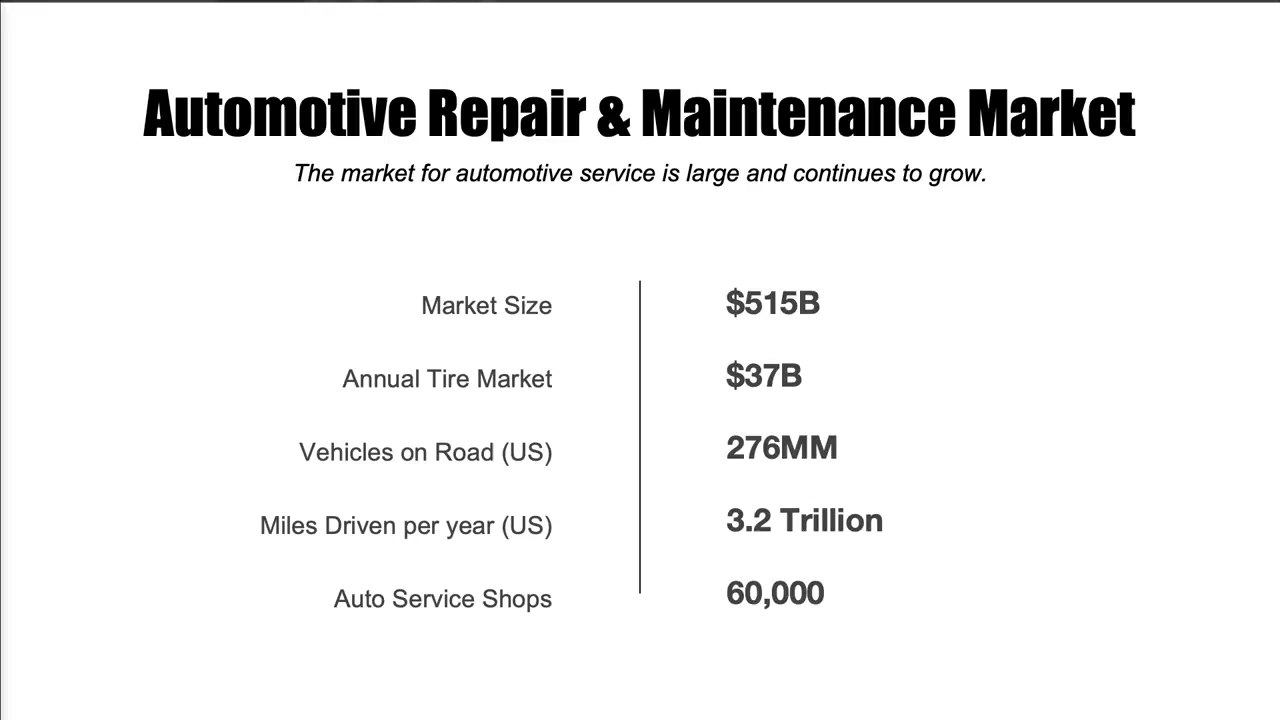 Automotive Repair & Maintenance Market
The market for automotive service is large and continues to grow.
Market Size $515B
Annual Tire Market $37B
Vehicles on Road (US) 276MM
Miles Driven per year (US) 3.2 Trillion
Auto Service Shops 60,000